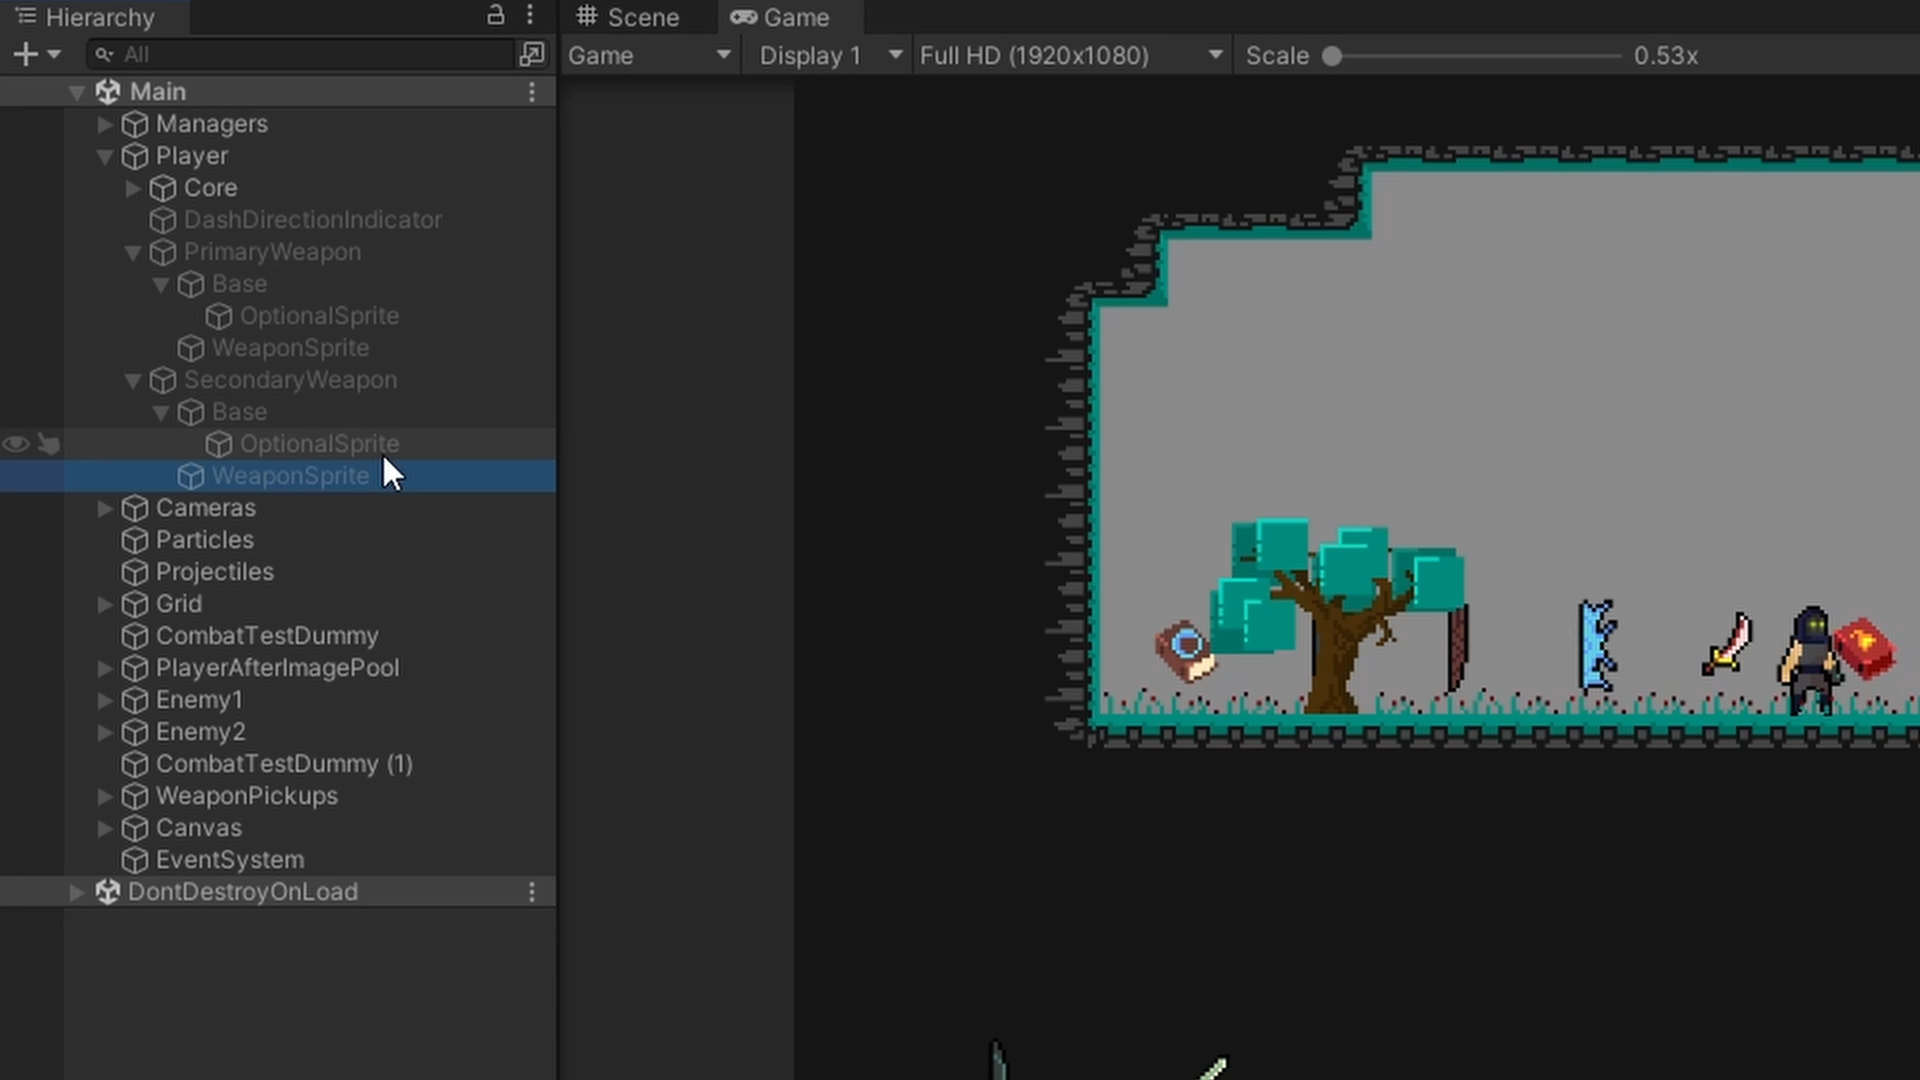 Hierarchy
All
Main
Managers
Player
Core
DashDirectionIndicator
PrimaryWeapon
Base
OptionalSprite
WeaponSprite
SecondaryWeapon
Base
OptionalSprite
WeaponSprite
Cameras
Particles
Projectiles
Grid
CombatTestDummy
PlayerAfterImagePool
Enemy1
Enemy2
CombatTestDummy (1)
WeaponPickups
Canvas
EventSystem
DontDestroyOnLoad
Scene Game
Game Display 1 Full HD (1920x1080) Scale 0.53x